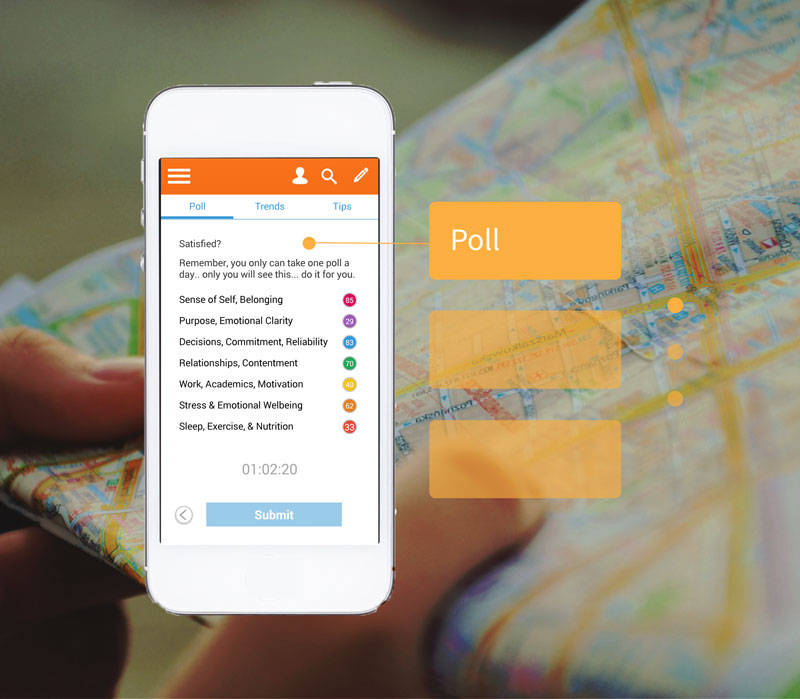 Poll Trends Tips
Satisfied?
Remember, you only can take one poll a
day.. only you will see this... do it for you.
Sense of Self, Belonging 85
Purpose, Emotional Clarity 29
Decisions, Commitment, Reliability 83
Relationships, Contentment 70
Work, Academics, Motivation 40
Stress & Emotional Welbeing 62
Sleep, Exercise, & Nutrition 33
01:02:20
Submit
Poll
Marszałkowska
Poznańska